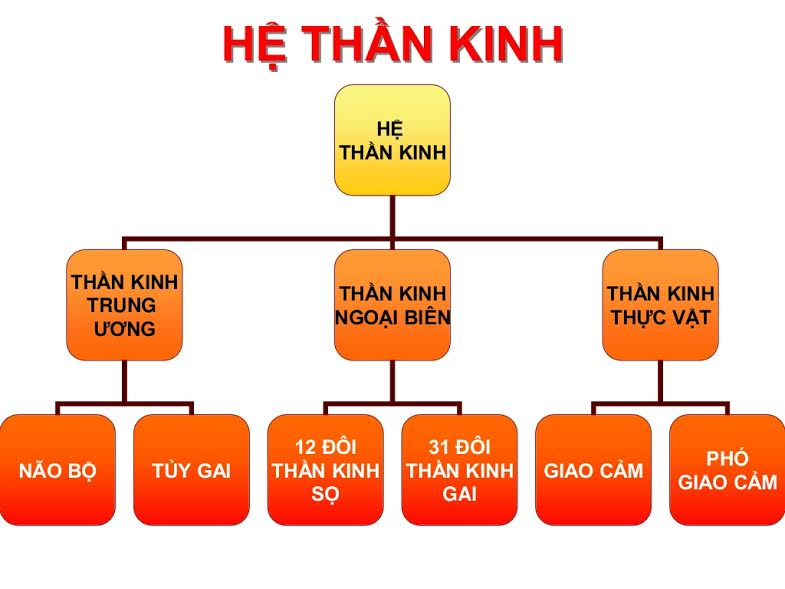 HỆ THẦN KINH
HỆ
THẦN KINH
THẦN KINH
TRUNG
ƯƠNG
THẦN KINH
NGOẠI BIÊN
THẦN KINH
THỰC VẬT
NÃO BỘ
TỦY GAI
12 ĐÔI
THẦN KINH
SỌ
31 ĐÔI
THẦN KINH
GAI
GIAO CẢM
PHÓ
GIAO CẢM